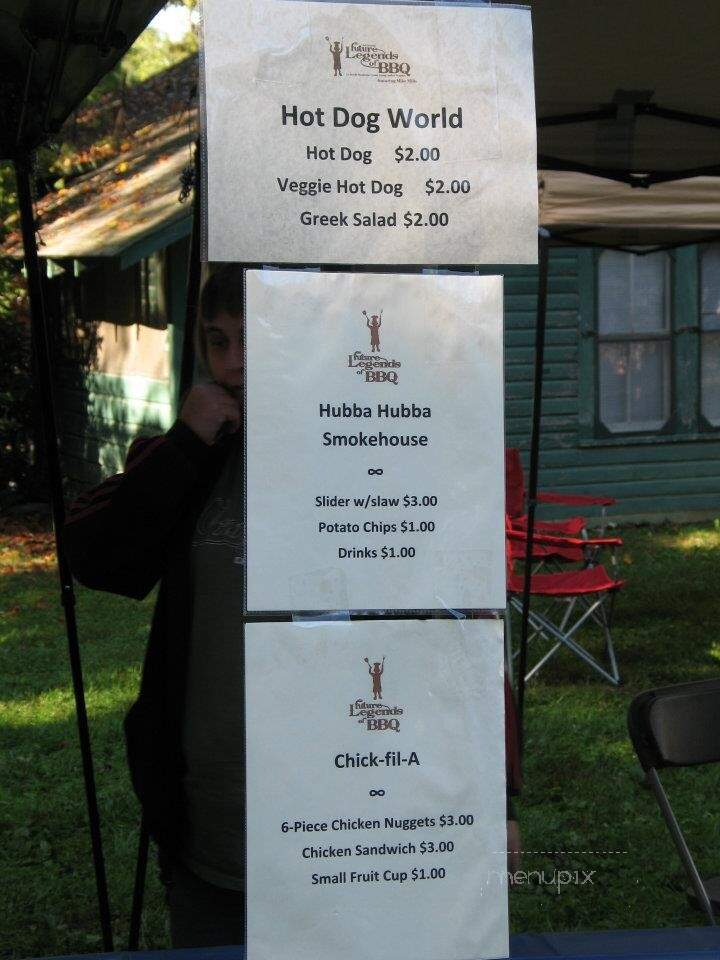 future
Legends
of BBQ
featuring Mike Mills
Hot Dog World
Hot Dog $2.00
Veggie Hot Dog $2.00
Greek Salad $2.00
future
Legends
of BBQ
Hubba Hubba
Smokehouse
∞
Slider w/slaw $3.00
Potato Chips $1.00
Drinks $1.00
future
Legends
of BBQ
Chick-fil-A
∞
6-Piece Chicken Nuggets $3.00
Chicken Sandwich $3.00
Small Fruit Cup $1.00
menupix